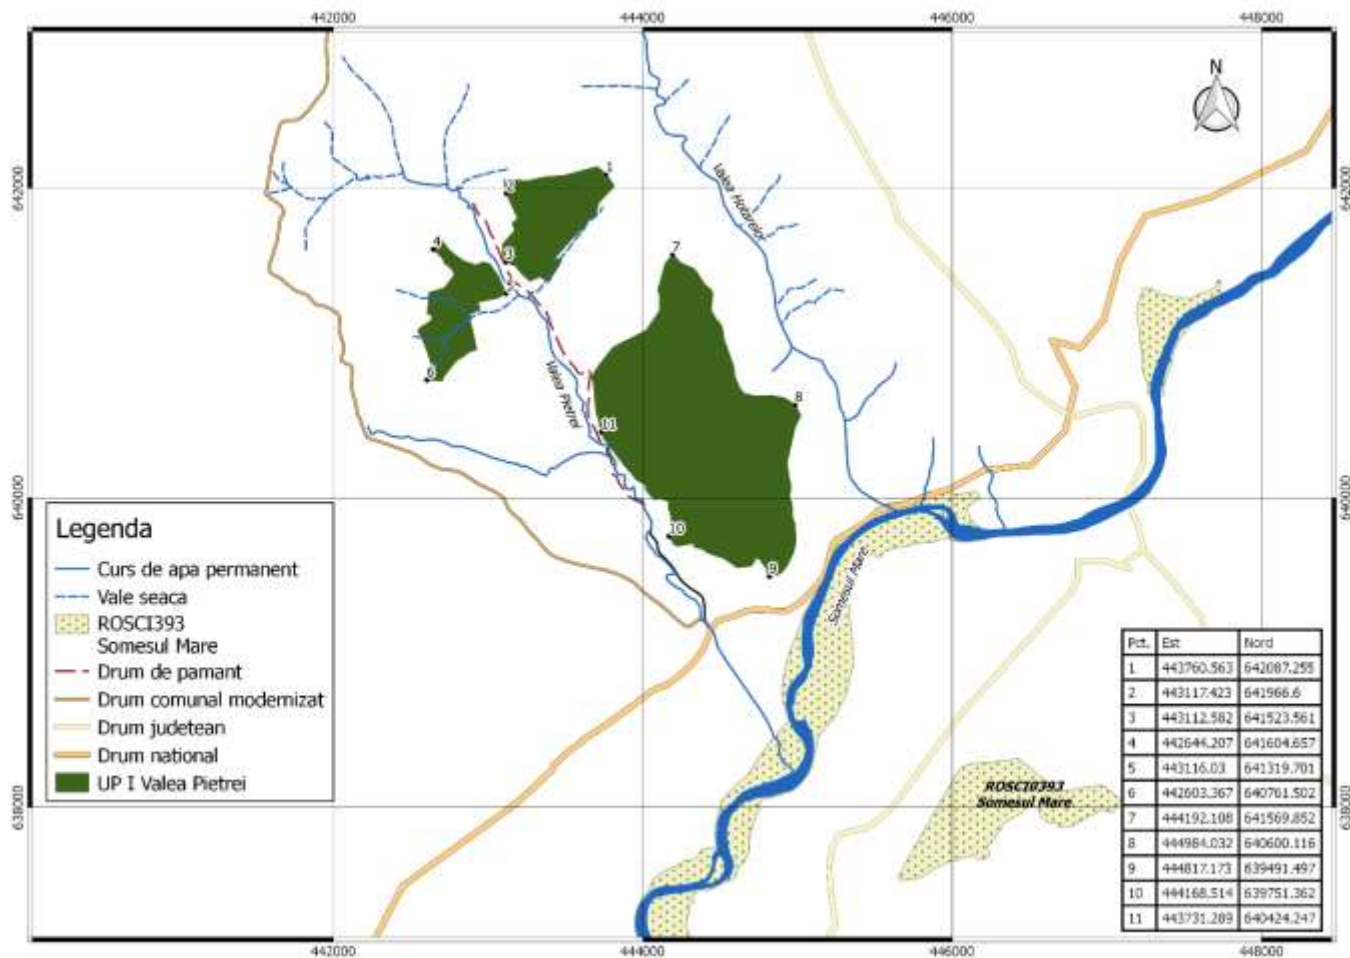 442000 444000 446000 448000
N
642000 642000
1
2
Valea Hotarelor
4
3
7
6
Valea Pietrei
8
11
640000 640000
10
9
Somesul Mare
Legenda
Curs de apa permanent
Vale seaca
ROSCI393
Somesul Mare
Drum de pamant
Drum comunal modernizat
Drum judetean
Drum national
UP I Valea Pietrei
ROSCI0393
Somesul Mare
Pct. Est Nord
1 443760.563 642087.255
2 443117.423 641966.6
3 443112.582 641523.561
4 442644.207 641604.657
5 443116.03 641319.701
6 442603.367 640761.502
7 444192.108 641569.852
8 444984.032 640600.116
9 444817.173 639491.497
10 444168.514 639751.362
11 443731.289 640424.247
638000 638000
442000 444000 446000 448000